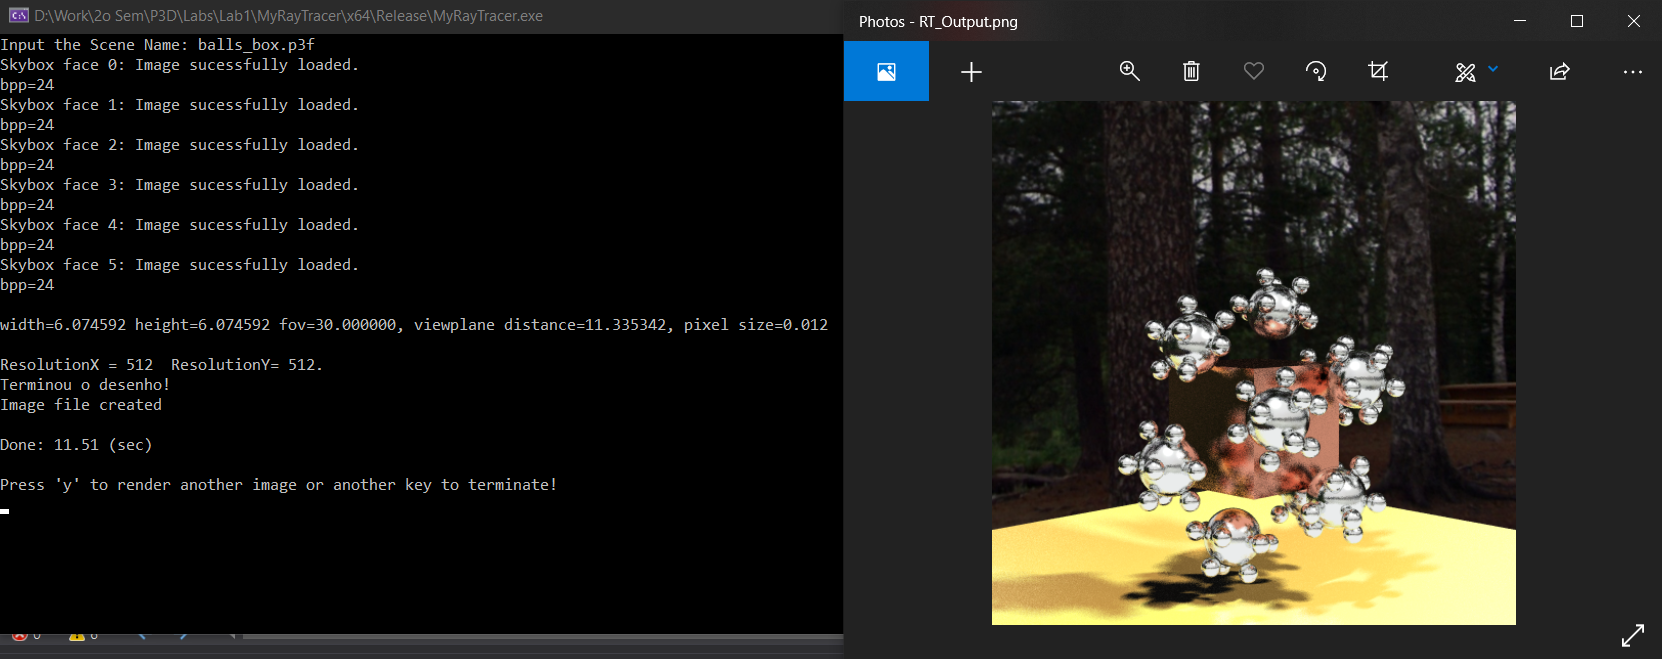 D:\Work\2o Sem\P3D\Labs\Lab1\MyRayTracer\x64\Release\MyRayTracer.exe
Input the Scene Name: balls_box.p3f
Skybox face 0: Image sucessfully loaded.
bpp=24
Skybox face 1: Image sucessfully loaded.
bpp=24
Skybox face 2: Image sucessfully loaded.
bpp=24
Skybox face 3: Image sucessfully loaded.
bpp=24
Skybox face 4: Image sucessfully loaded.
bpp=24
Skybox face 5: Image sucessfully loaded.
bpp=24
width=6.074592 height=6.074592 fov=30.000000, viewplane distance=11.335342, pixel size=0.012
ResolutionX = 512  ResolutionY= 512.
Terminou o desenho!
Image file created
Done: 11.51 (sec)
Press 'y' to render another image or another key to terminate!
Photos - RT_Output.png